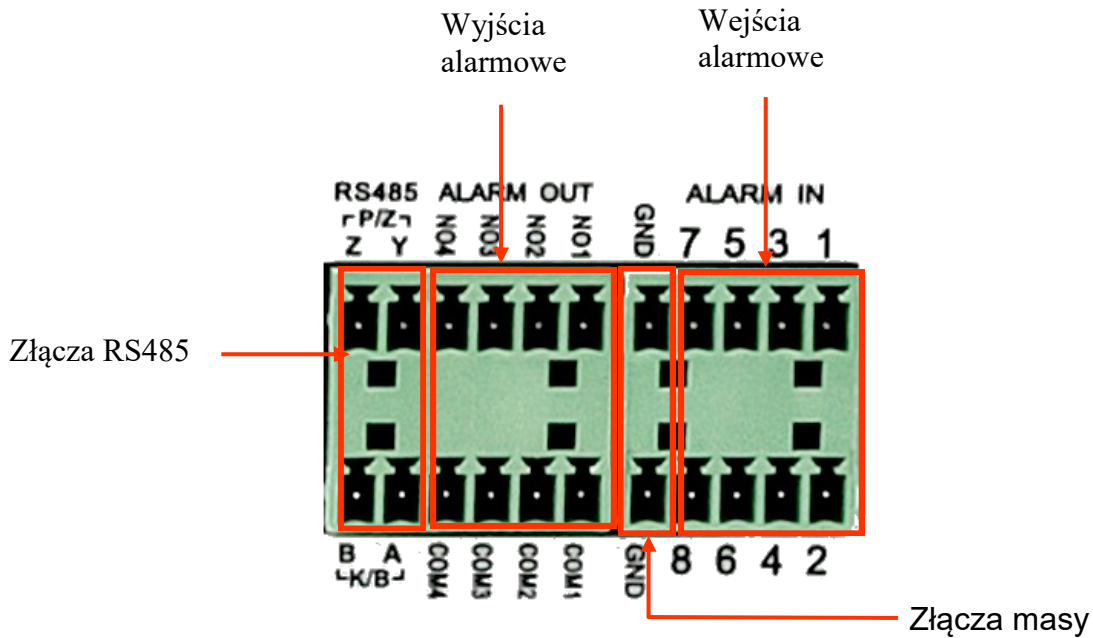 Wyjścia
alarmowe
Wejścia
alarmowe
RS485 ALARM OUT
ALARM IN
P/Z
Z Y NO4 NO3 NO2 NO1 GND 7 5 3 1
Złącza RS485
B A COM4 COM3 COM2 COM1 GND 8 6 4 2
K/B
Złącza masy